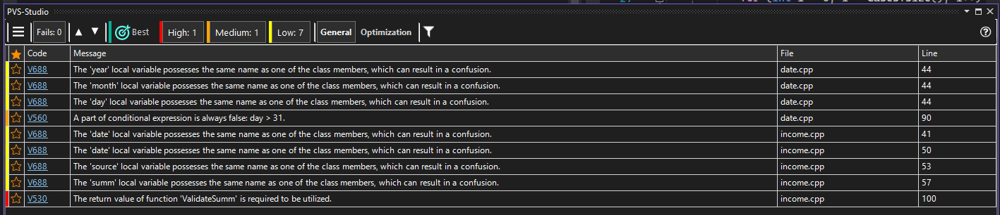 PVS-Studio
Fails: 0 Best High: 1 Medium: 1 Low: 7 General Optimization
Code Message File Line
V688 The 'year' local variable possesses the same name as one of the class members, which can result in a confusion. date.cpp 44
V688 The 'month' local variable possesses the same name as one of the class members, which can result in a confusion. date.cpp 44
V688 The 'day' local variable possesses the same name as one of the class members, which can result in a confusion. date.cpp 44
V560 A part of conditional expression is always false: day > 31. date.cpp 90
V688 The 'date' local variable possesses the same name as one of the class members, which can result in a confusion. income.cpp 41
V688 The 'date' local variable possesses the same name as one of the class members, which can result in a confusion. income.cpp 50
V688 The 'source' local variable possesses the same name as one of the class members, which can result in a confusion. income.cpp 53
V688 The 'summ' local variable possesses the same name as one of the class members, which can result in a confusion. income.cpp 57
V530 The return value of function 'ValidateSumm' is required to be utilized. income.cpp 100